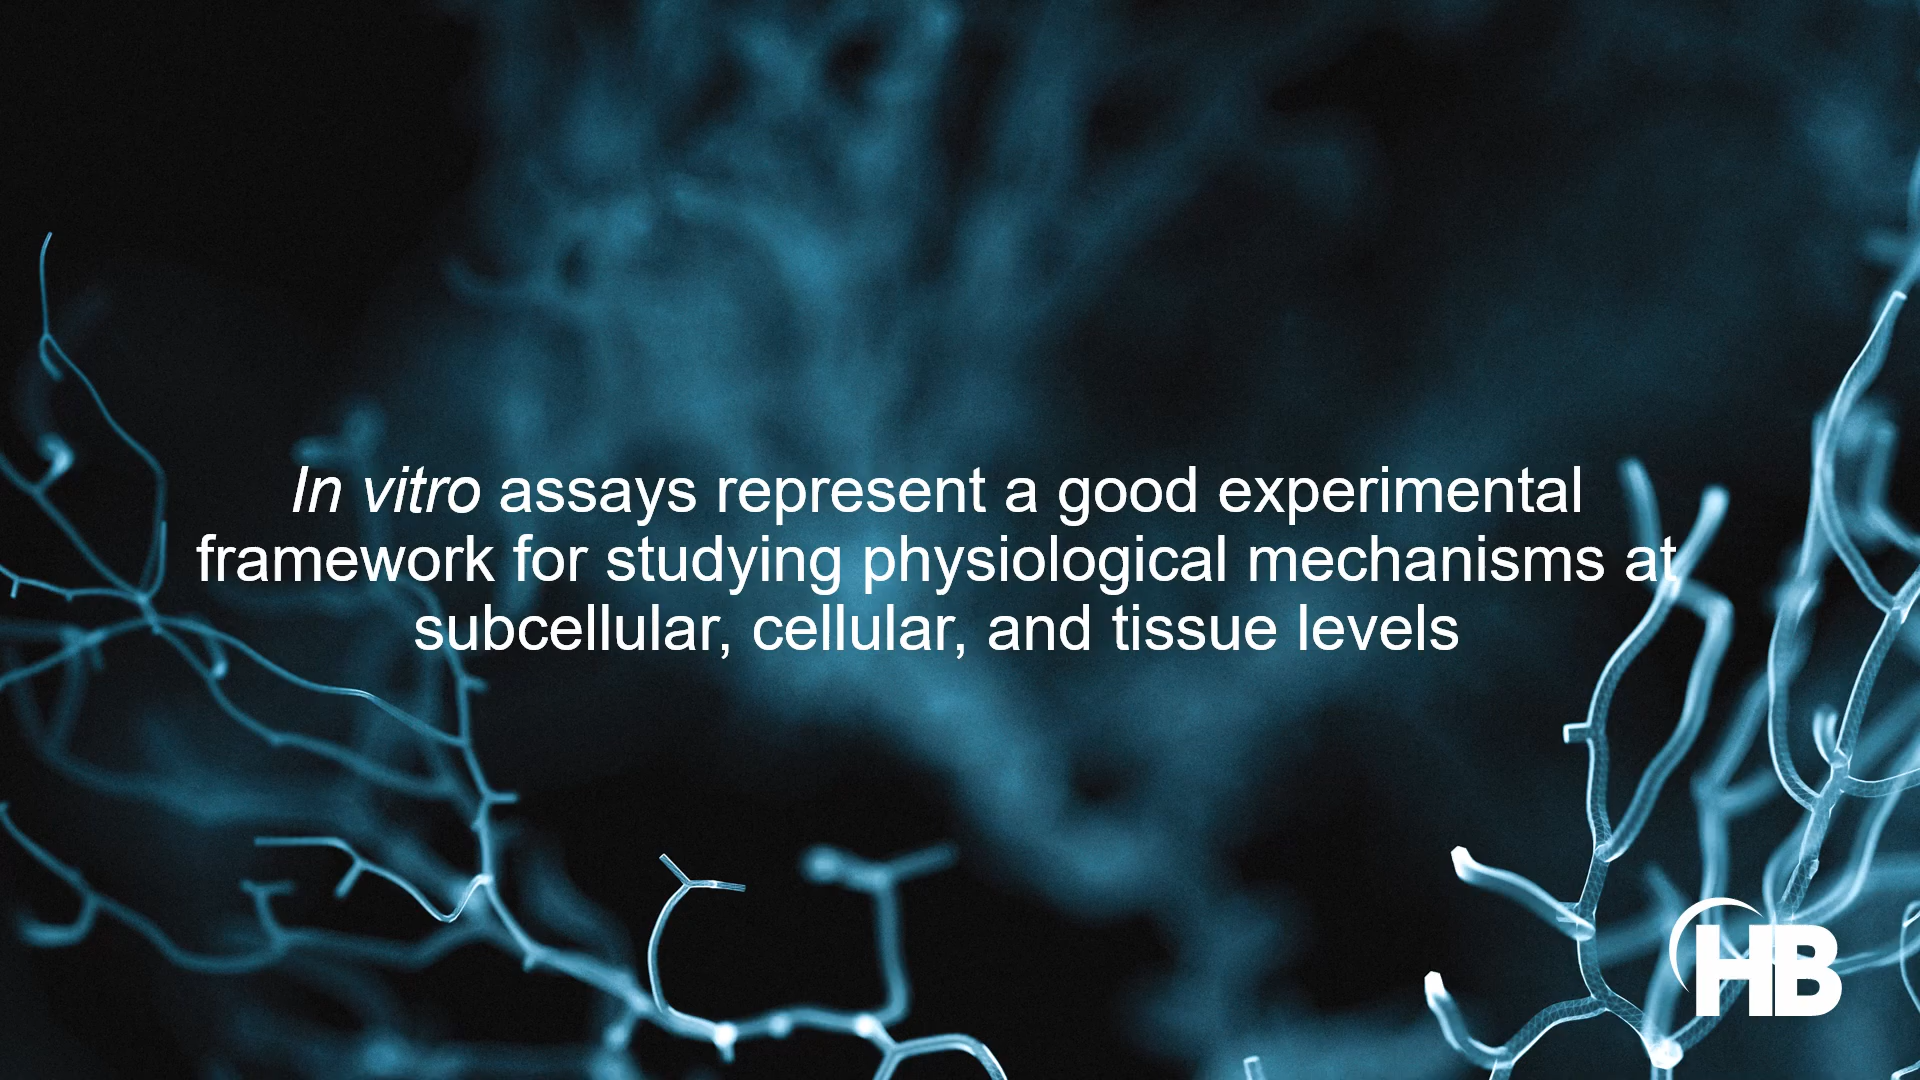 In vitro assays represent a good experimental
framework for studying physiological mechanisms at
subcellular, cellular, and tissue levels
HB